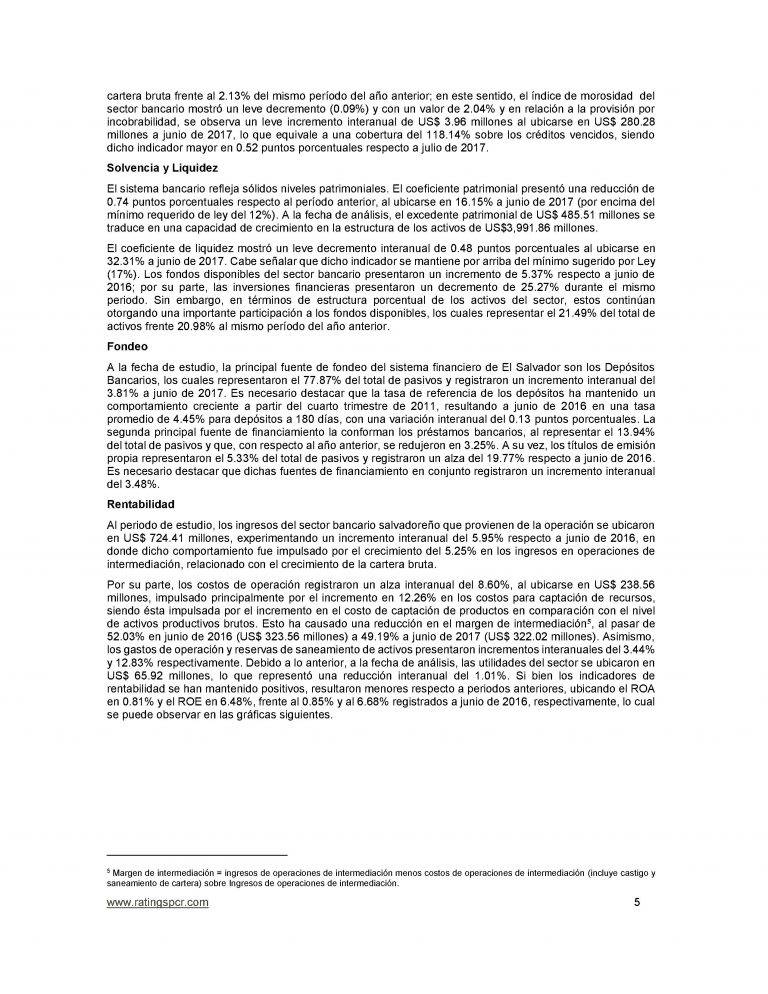 cartera bruta frente al 2.13% del mismo período del año anterior; en este sentido, el índice de morosidad del
sector bancario mostró un leve decremento (0.09%) y con un valor de 2.04% y en relación a la provisión por
incobrabilidad, se observa un leve incremento interanual de US$ 3.96 millones al ubicarse en US$ 280.28
millones a junio de 2017, lo que equivale a una cobertura del 118.14% sobre los créditos vencidos, siendo
dicho indicador mayor en 0.52 puntos porcentuales respecto a julio de 2017.
Solvencia y Liquidez
El sistema bancario refleja sólidos niveles patrimoniales. El coeficiente patrimonial presentó una reducción de
0.74 puntos porcentuales respecto al período anterior, al ubicarse en 16.15% a junio de 2017 (por encima del
mínimo requerido de ley del 12%). A la fecha de análisis, el excedente patrimonial de US$ 485.51 millones se
traduce en una capacidad de crecimiento en la estructura de los activos de US$3,991.86 millones.
El coeficiente de liquidez mostró un leve decremento interanual de 0.48 puntos porcentuales al ubicarse en
32.31% a junio de 2017. Cabe señalar que dicho indicador se mantiene por arriba del mínimo sugerido por Ley
(17%). Los fondos disponibles del sector bancario presentaron un incremento de 5.37% respecto a junio de
2016; por su parte, las inversiones financieras presentaron un decremento de 25.27% durante el mismo
periodo. Sin embargo, en términos de estructura porcentual de los activos del sector, estos continúan
otorgando una importante participación a los fondos disponibles, los cuales representar el 21.49% del total de
activos frente 20.98% al mismo período del año anterior.
Fondeo
A la fecha de estudio, la principal fuente de fondeo del sistema financiero de El Salvador son los Depósitos
Bancarios, los cuales representaron el 77.87% del total de pasivos y registraron un incremento interanual del
3.81% a junio de 2017. Es necesario destacar que la tasa de referencia de los depósitos ha mantenido un
comportamiento creciente a partir del cuarto trimestre de 2011, resultando a junio de 2016 en una tasa
promedio de 4.45% para depósitos a 180 días, con una variación interanual del 0.13 puntos porcentuales. La
segunda principal fuente de financiamiento la conforman los préstamos bancarios, al representar el 13.94%
del total de pasivos y que, con respecto al año anterior, se redujeron en 3.25%. A su vez, los títulos de emisión
propia representaron el 5.33% del total de pasivos y registraron un alza del 19.77% respecto a junio de 2016.
Es necesario destacar que dichas fuentes de financiamiento en conjunto registraron un incremento interanual
del 3.48%.
Rentabilidad
Al periodo de estudio, los ingresos del sector bancario salvadoreño que provienen de la operación se ubicaron
en US$ 724.41 millones, experimentando un incremento interanual del 5.95% respecto a junio de 2016, en
donde dicho comportamiento fue impulsado por el crecimiento del 5.25% en los ingresos en operaciones de
intermediación, relacionado con el crecimiento de la cartera bruta.
Por su parte, los costos de operación registraron un alza interanual del 8.60%, al ubicarse en US$ 238.56
millones, impulsado principalmente por el incremento en 12.26% en los costos para captación de recursos,
siendo ésta impulsada por el incremento en el costo de captación de productos en comparación con el nivel
de activos productivos brutos. Esto ha causado una reducción en el margen de intermediación⁵, al pasar de
52.03% en junio de 2016 (US$ 323.56 millones) a 49.19% a junio de 2017 (US$ 322.02 millones). Asimismo,
los gastos de operación y reservas de saneamiento de activos presentaron incrementos interanuales del 3.44%
y 12.83% respectivamente. Debido a lo anterior, a la fecha de análisis, las utilidades del sector se ubicaron en
US$ 65.92 millones, lo que representó una reducción interanual del 1.01%. Si bien los indicadores de
rentabilidad se han mantenido positivos, resultaron menores respecto a periodos anteriores, ubicando el ROA
en 0.81% y el ROE en 6.48%, frente al 0.85% y al 6.68% registrados a junio de 2016, respectivamente, lo cual
se puede observar en las gráficas siguientes.
⁵ Margen de intermediación = ingresos de operaciones de intermediación menos costos de operaciones de intermediación (incluye castigo y
saneamiento de cartera) sobre Ingresos de operaciones de intermediación.
www.ratingspcr.com 5